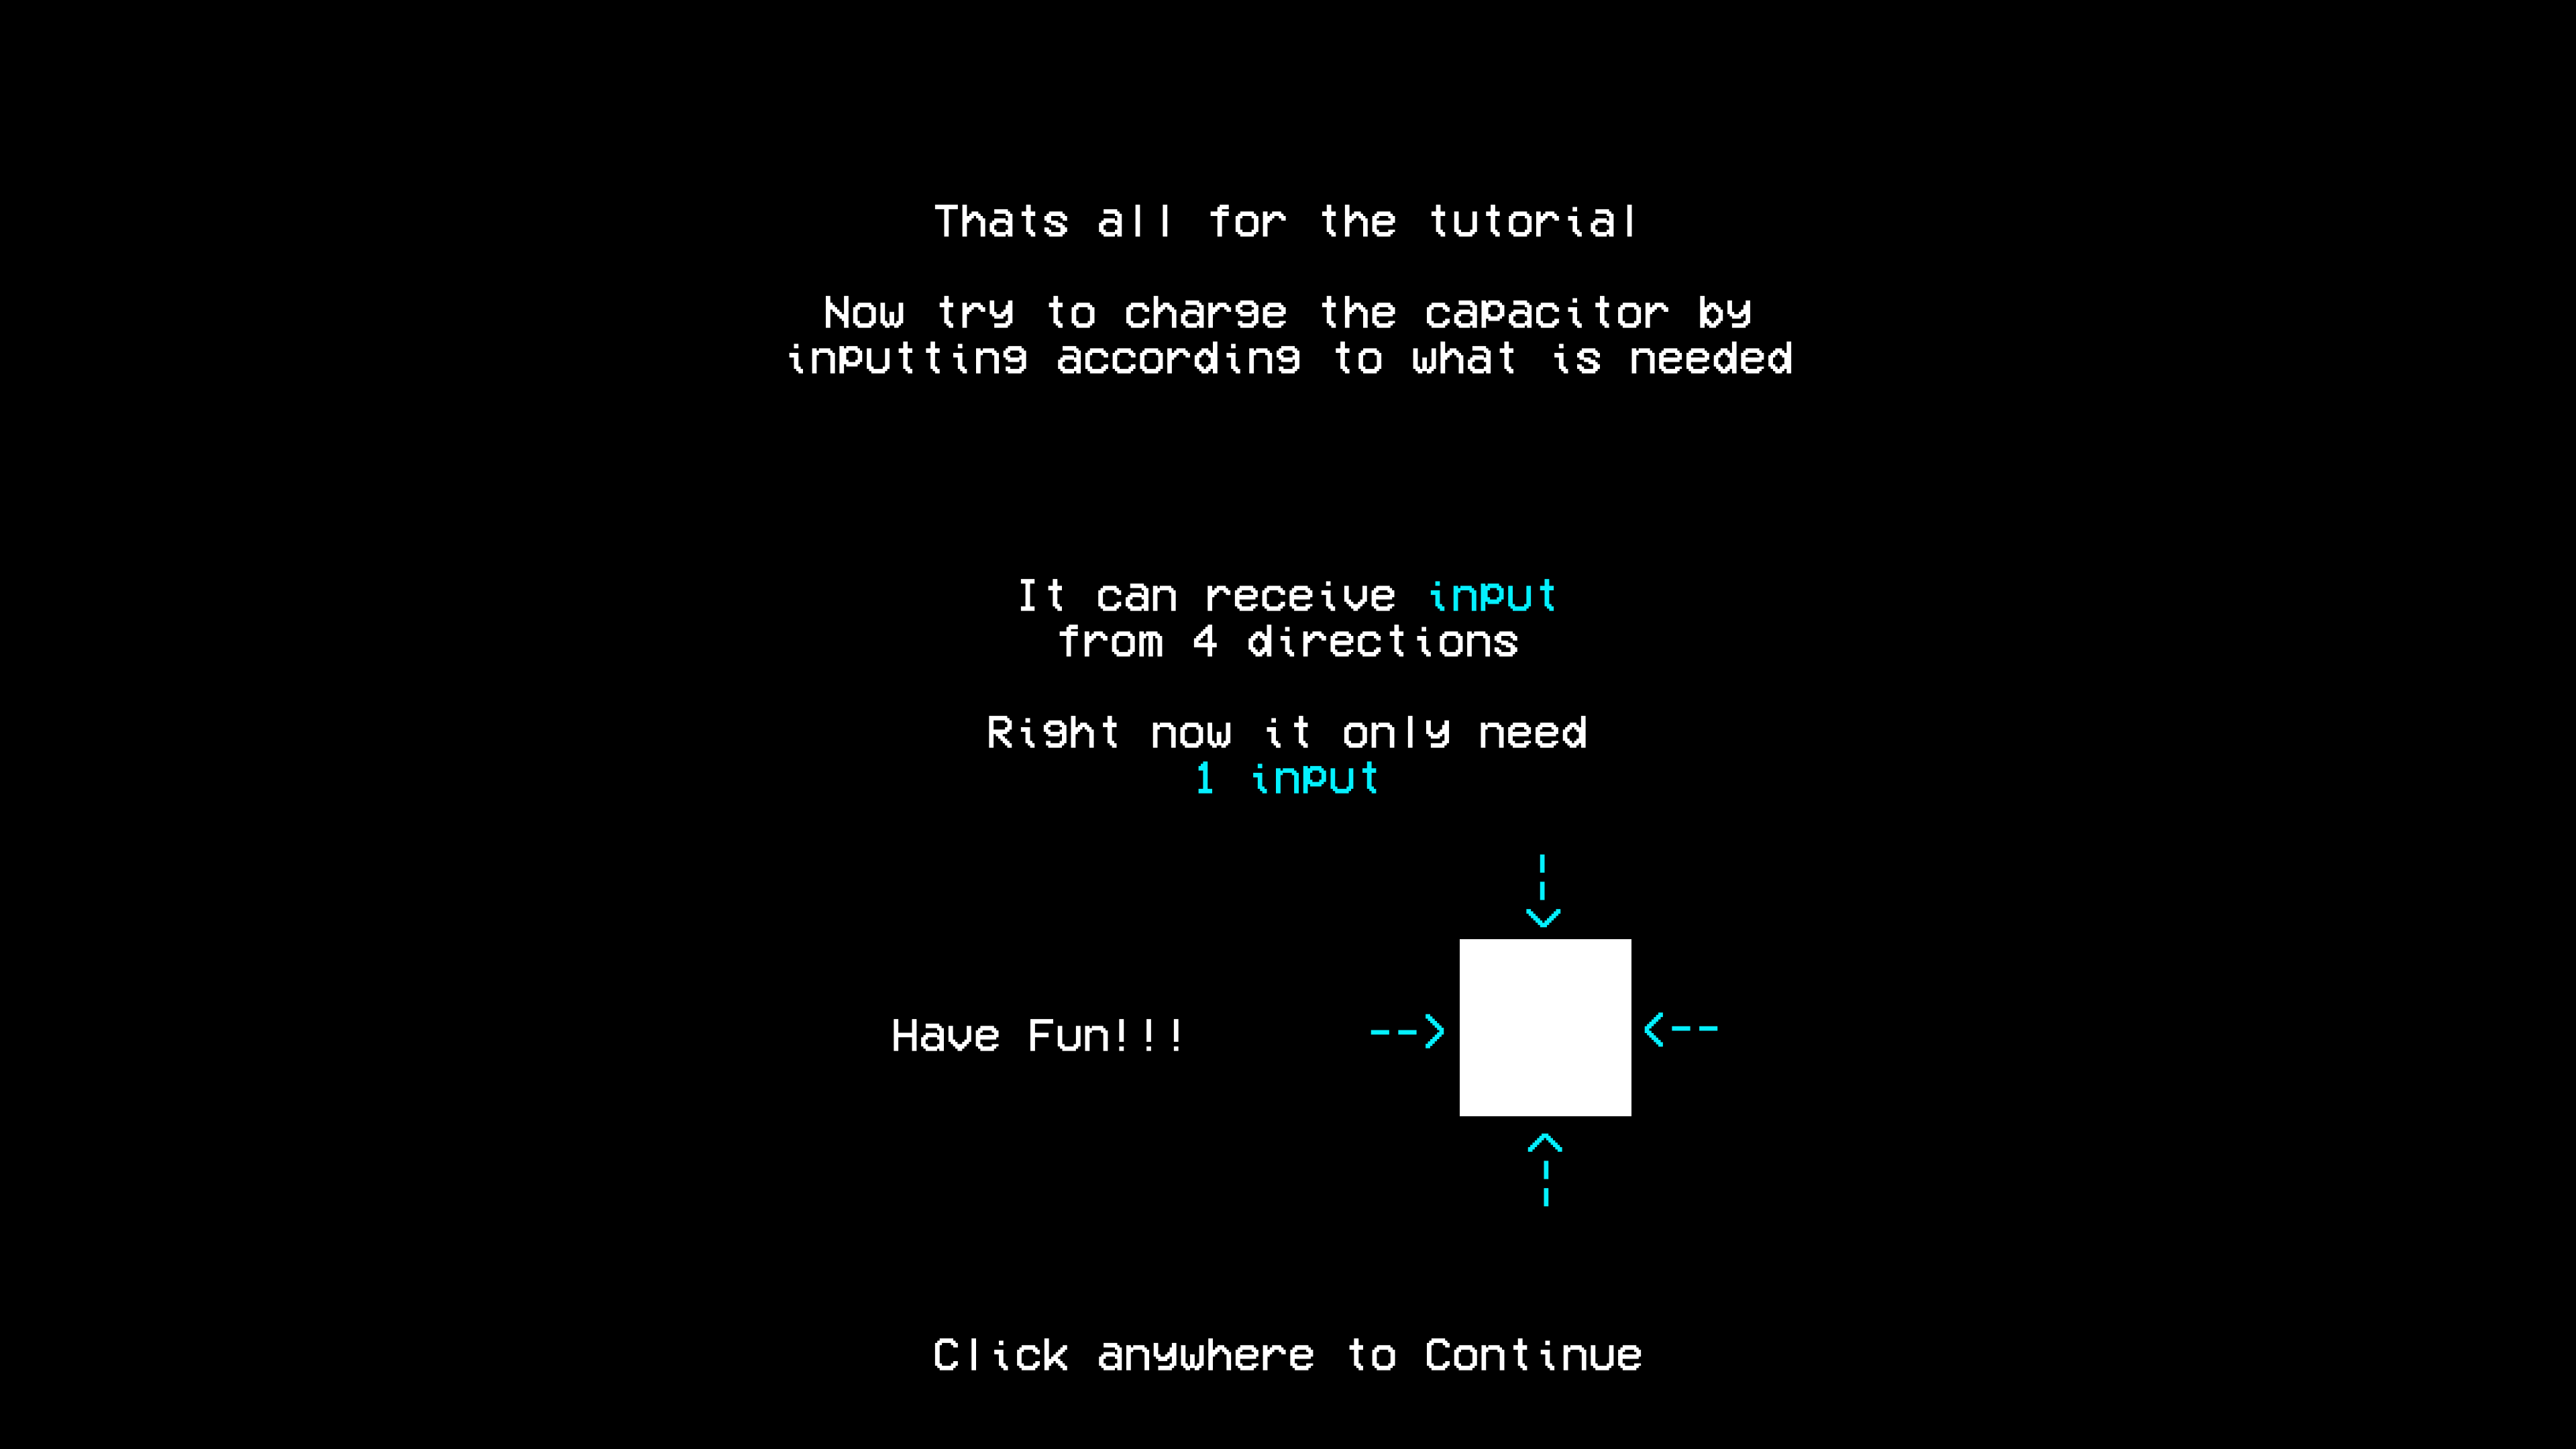 Thats all for the tutorial
Now try to charge the capacitor by
inputting according to what is needed
It can receive input
from 4 directions
Right now it only need
1 input
Have Fun!!!
Click anywhere to Continue